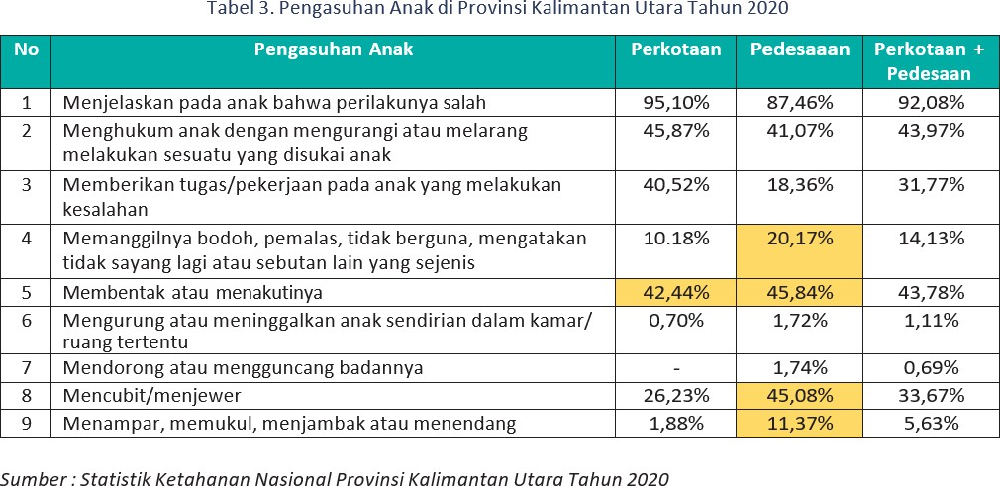 Tabel 3. Pengasuhan Anak di Provinsi Kalimantan Utara Tahun 2020
No Pengasuhan Anak Perkotaan Pedesaaan Perkotaan +
Pedesaan
1 Menjelaskan pada anak bahwa perilakunya salah 95,10% 87,46% 92,08%
2 Menghukum anak dengan mengurangi atau melarang 45,87% 41,07% 43,97%
melakukan sesuatu yang disukai anak
3 Memberikan tugas/pekerjaan pada anak yang melakukan 40,52% 18,36% 31,77%
kesalahan
4 Memanggilnya bodoh, pemalas, tidak berguna, mengatakan 10.18% 20,17% 14,13%
tidak sayang lagi atau sebutan lain yang sejenis
5 Membentak atau menakutinya 42,44% 45,84% 43,78%
6 Mengurung atau meninggalkan anak sendirian dalam kamar/ 0,70% 1,72% 1,11%
ruang tertentu
7 Mendorong atau mengguncang badannya - 1,74% 0,69%
8 Mencubit/menjewer 26,23% 45,08% 33,67%
9 Menampar, memukul, menjambak atau menendang 1,88% 11,37% 5,63%
Sumber : Statistik Ketahanan Nasional Provinsi Kalimantan Utara Tahun 2020